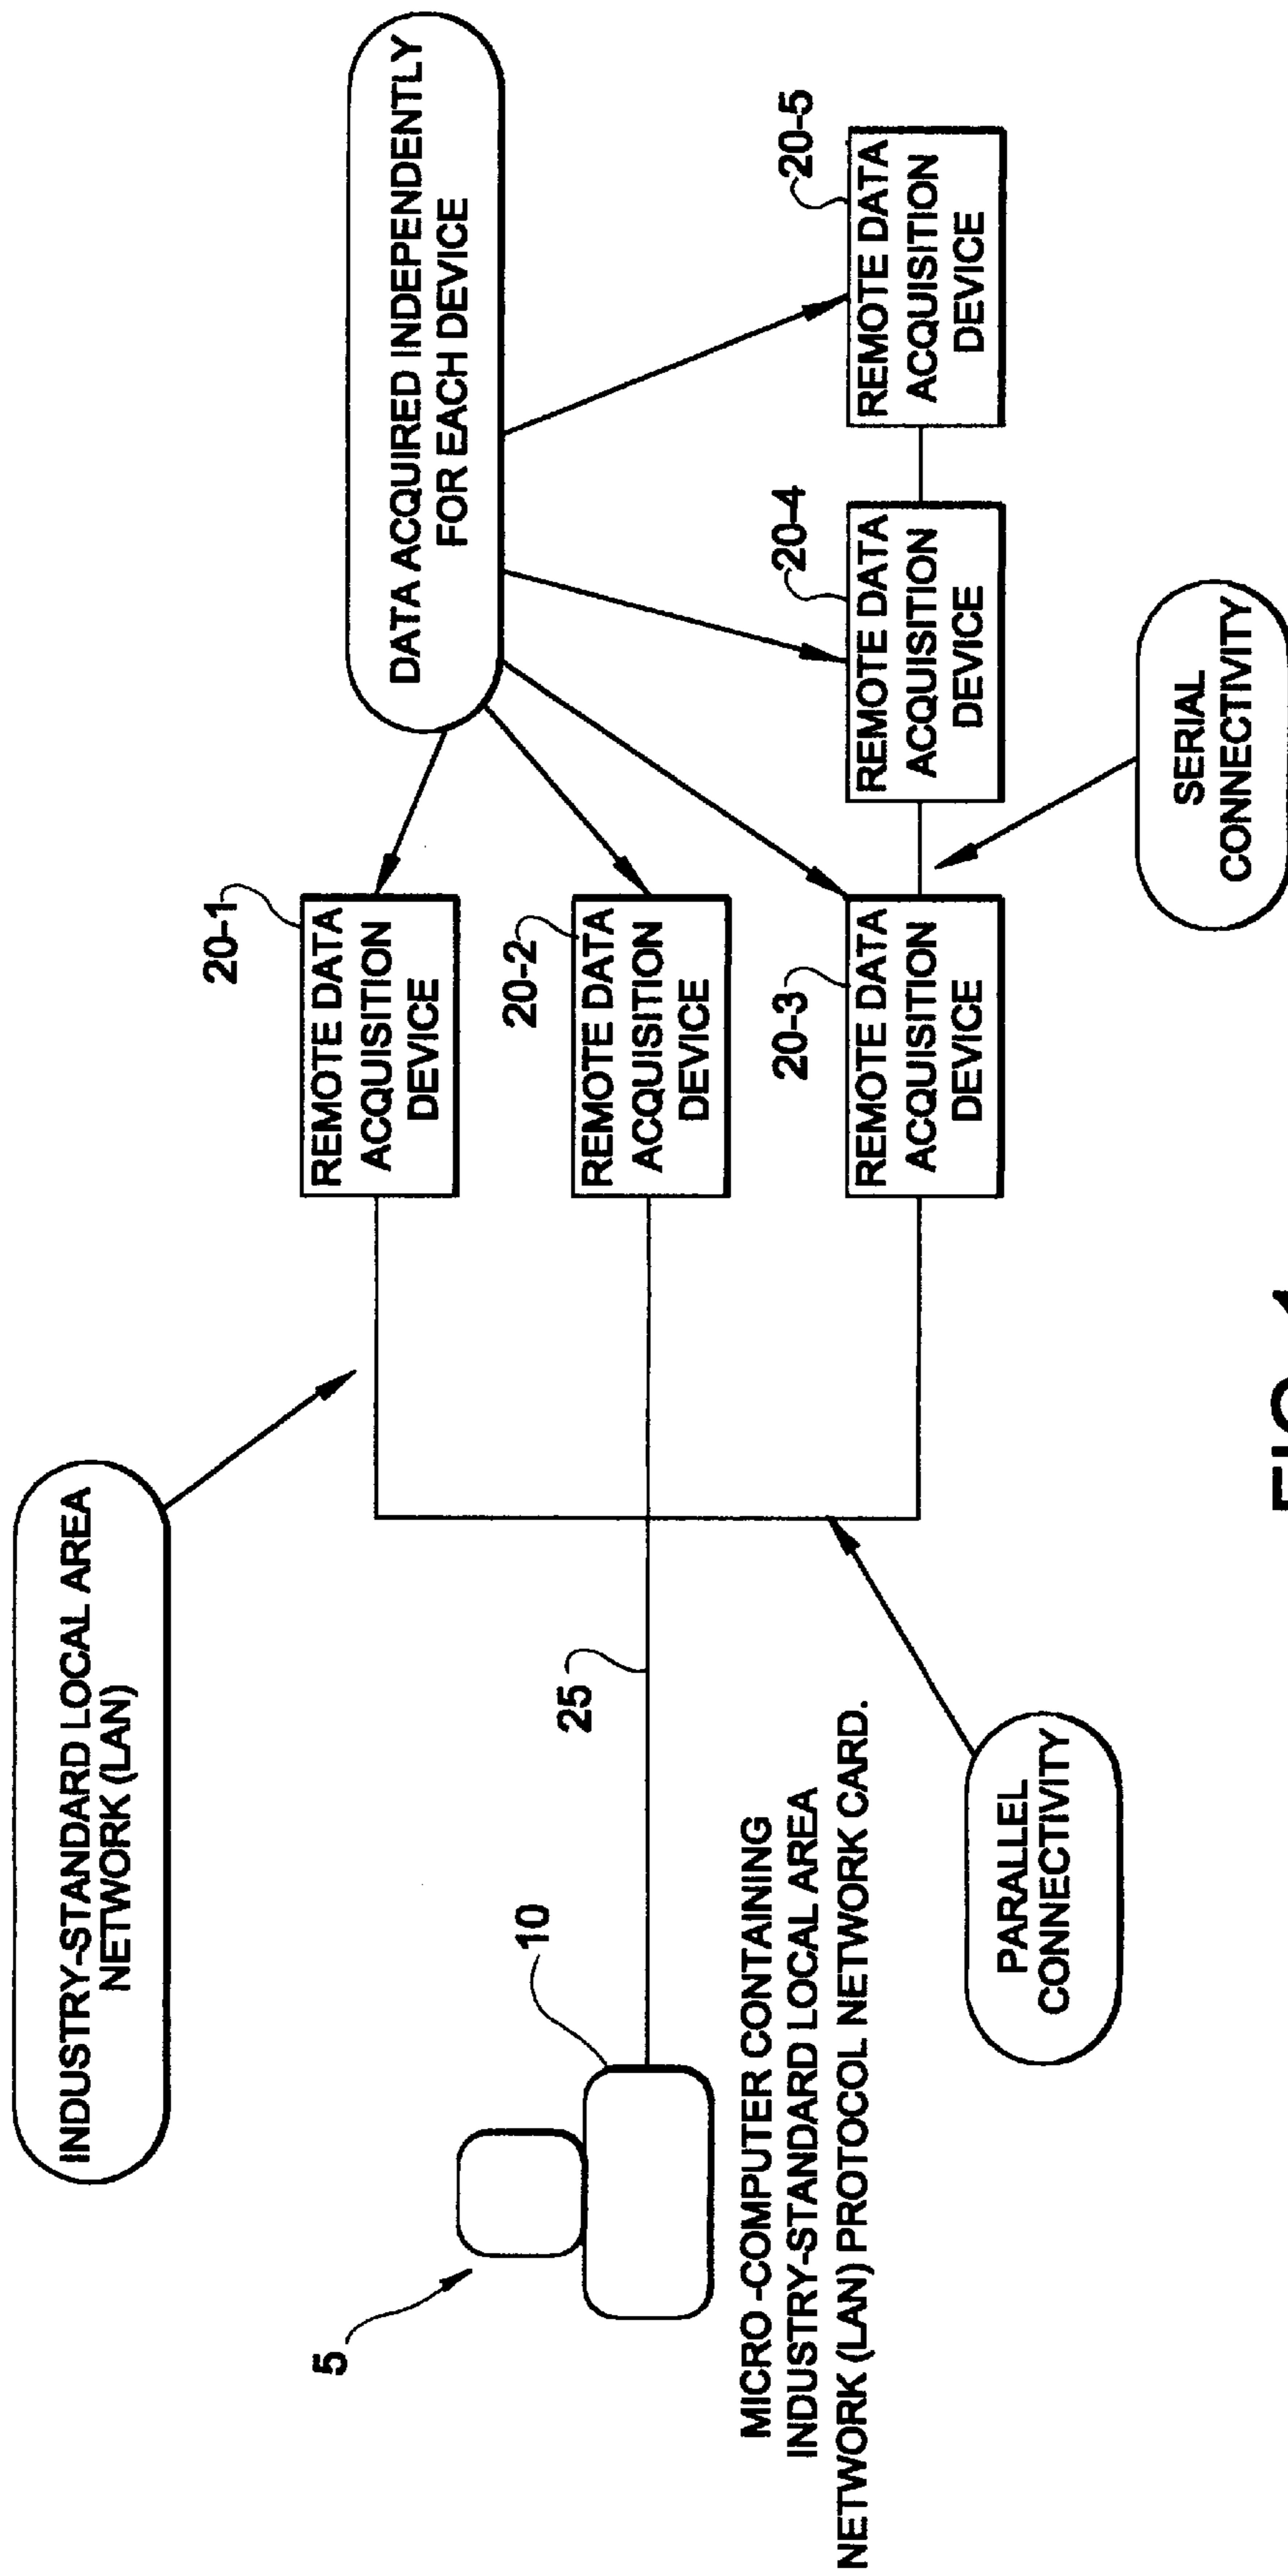 INDUSTRY-STANDARD LOCAL AREA
NETWORK (LAN)
DATA ACQUIRED INDEPENDENTLY
FOR EACH DEVICE
5
10
25
20-1
REMOTE DATA
ACQUISITION
DEVICE
20-2
REMOTE DATA
ACQUISITION
DEVICE
20-3
REMOTE DATA
ACQUISITION
DEVICE
20-4
REMOTE DATA
ACQUISITION
DEVICE
20-5
REMOTE DATA
ACQUISITION
DEVICE
MICRO-COMPUTER CONTAINING
INDUSTRY-STANDARD LOCAL AREA
NETWORK (LAN) PROTOCOL NETWORK CARD.
PARALLEL
CONNECTIVITY
SERIAL
CONNECTIVITY